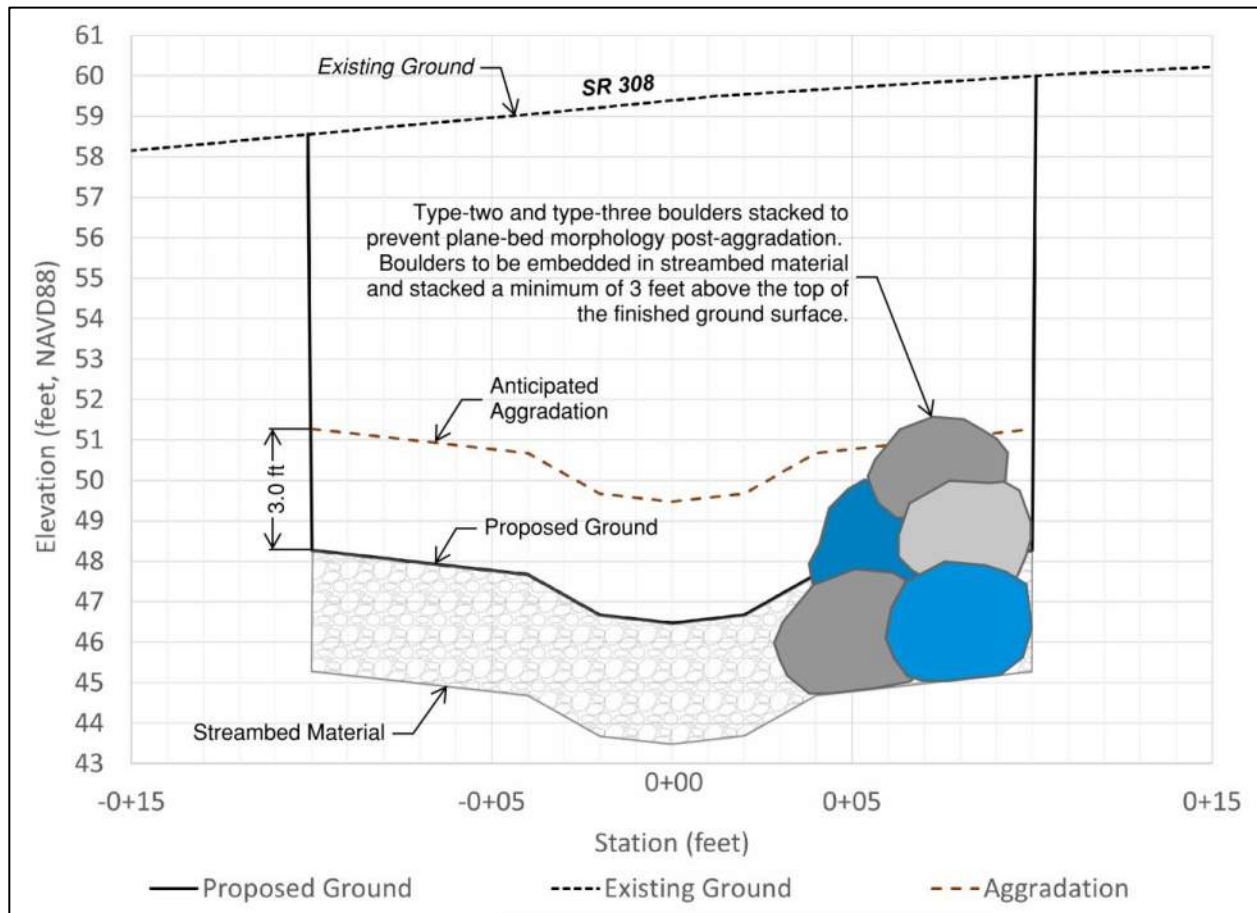 61
60
59
58
57
56
55
54
53
52
51
50
49
48
47
46
45
44
43
Elevation (feet, NAVD88)
Existing Ground
SR 308
Type-two and type-three boulders stacked to
prevent plane-bed morphology post-aggradation.
Boulders to be embedded in streambed material
and stacked a minimum of 3 feet above the top of
the finished ground surface.
Anticipated
Aggradation
3.0 ft
Proposed Ground
Streambed Material
-0+15
-0+05
0+00
0+05
0+15
Station (feet)
Proposed Ground
Existing Ground
Aggradation